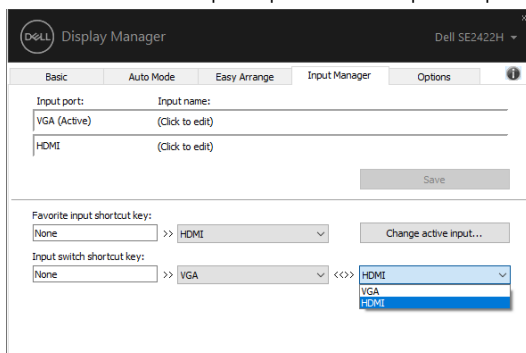 DELL Display Manager Dell SE2422H
Basic Auto Mode Easy Arrange Input Manager Options
Input port: Input name:
VGA (Active) (Click to edit)
HDMI (Click to edit)
Save
Favorite input shortcut key:
None >> HDMI Change active input...
Input switch shortcut key:
None >> VGA <<>> HDMI
VGA
HDMI